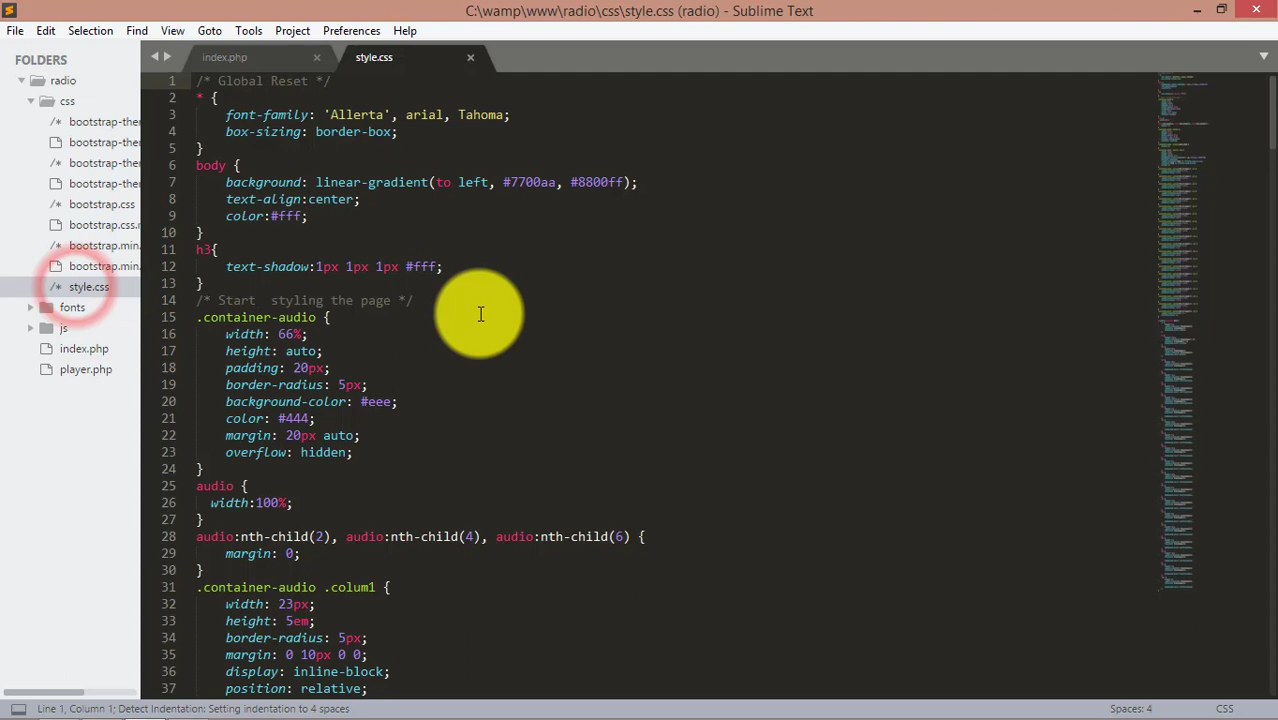 C:\wamp\www\radio\css\style.css (radio) - Sublime Text
File Edit Selection View Goto Tools Project Preferences Help
FOLDERS
radio
css
bootstrap-the
bootstrap-the
bootstrap-the
bootstrap-the
bootstrap.css
bootstrap.css.
bootstrap.min.
bootstrap.min.
style.css
fonts
js
index.php
player.php
index.php style.css
1 /* Global Reset */
2 * {
3 font-family: 'Allerta', arial, Tahoma;
4 box-sizing: border-box;
5 }
6 body {
7 background: linear-gradient(to left, #7700aa, #8800ff);
8 text-align:center;
9 color:#fff;
10 }
11 h3{
12 text-shadow:1px 1px 1px #fff;
13 }
14 /* Start  styling the page */
15 .container-audio {
16 width: 66%;
17 height: auto;
18 padding: 20px;
19 border-radius: 5px;
20 background-color: #eee;
21 color: #444;
22 margin: 20px auto;
23 overflow: hidden;
24 }
25 audio {
26 width:100%;
27 }
28 audio:nth-child(2), audio:nth-child(4), audio:nth-child(6) {
29 margin: 0;
30 }
31 .container-audio .colum1 {
32 width: 23px;
33 height: 5em;
34 border-radius: 5px;
35 margin: 0 10px 0 0;
36 display: inline-block;
37 position: relative;
Line 1, Column 1; Detect Indentation: Setting indentation to 4 spaces
Spaces: 4 CSS